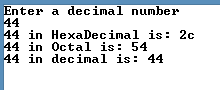 Enter a decimal number
44
44 in HexaDecimal is: 2c
44 in Octal is: 54
44 in decimal is: 44